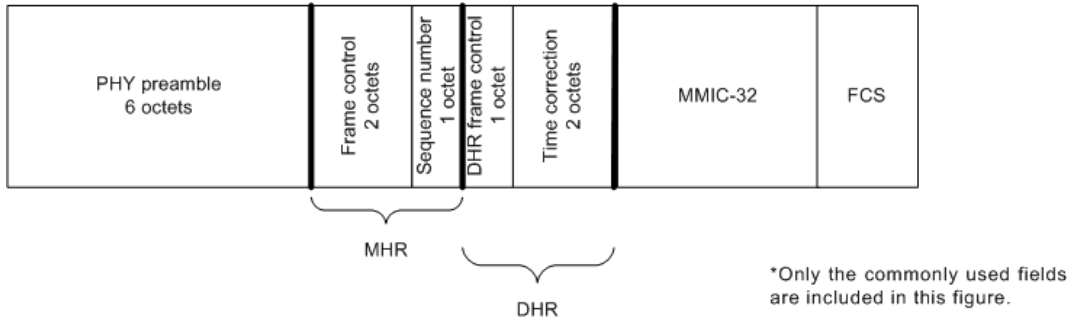 PHY preamble
6 octets
Frame control
2 octets
Sequence number
1 octet
DHR frame control
1 octet
Time correction
2 octets
MMIC-32
FCS
MHR
DHR
*Only the commonly used fields
are included in this figure.